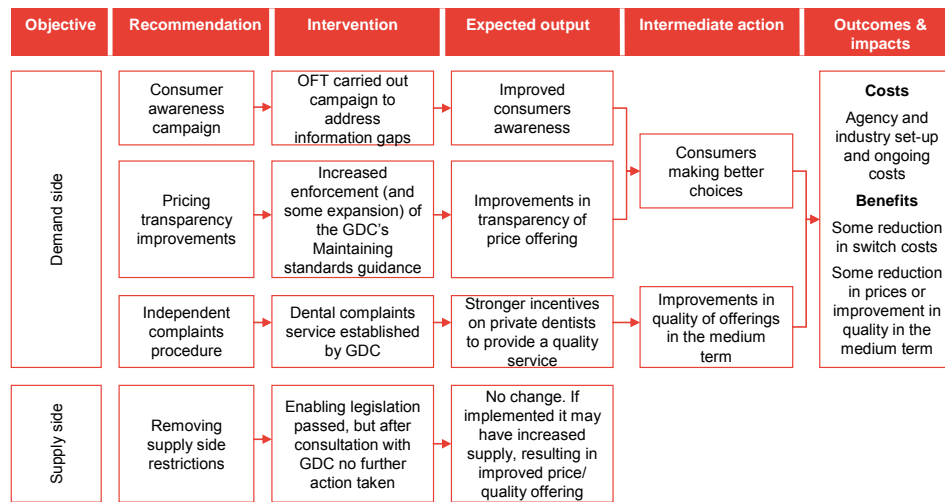 Objective
Recommendation
Intervention
Expected output
Intermediate action
Outcomes &
impacts
Demand side
Consumer
awareness
campaign
OFT carried out
campaign to
address
information gaps
Improved
consumers
awareness
Pricing
transparency
improvements
Increased
enforcement (and
some expansion) of
the GDC's
Maintaining
standards guidance
Improvements in
transparency of
price offering
Consumers
making better
choices
Independent
complaints
procedure
Dental complaints
service established
by GDC
Stronger incentives
on private dentists
to provide a quality
service
Improvements in
quality of offerings
in the medium
term
Costs
Agency and
industry set-up
and ongoing
costs
Benefits
Some reduction
in switch costs
Some reduction
in prices or
improvement in
quality in the
medium term
Supply side
Removing
supply side
restrictions
Enabling legislation
passed, but after
consultation with
GDC no further
action taken
No change. If
implemented it may
have increased
supply, resulting in
improved price/
quality offering